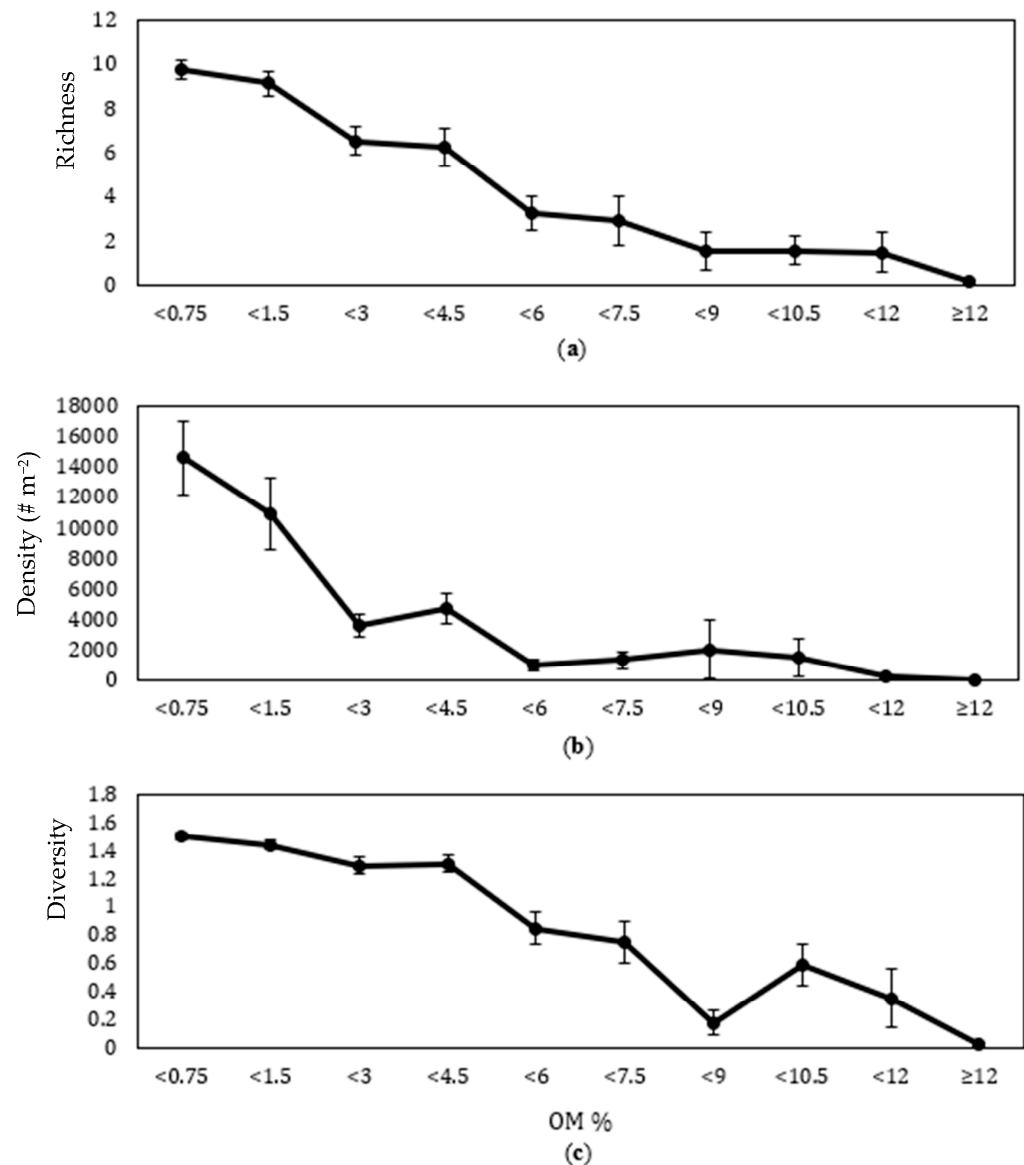 12
10
8
6
4
2
0
Richness
<0.75 <1.5 <3 <4.5 <6 <7.5 <9 <10.5 <12 ≥12
(a)
18000
16000
14000
12000
10000
8000
6000
4000
2000
0
Density (# m⁻²)
<0.75 <1.5 <3 <4.5 <6 <7.5 <9 <10.5 <12 ≥12
(b)
1.8
1.6
1.4
1.2
1
0.8
0.6
0.4
0.2
0
Diversity
<0.75 <1.5 <3 <4.5 <6 <7.5 <9 <10.5 <12 ≥12
OM %
(c)